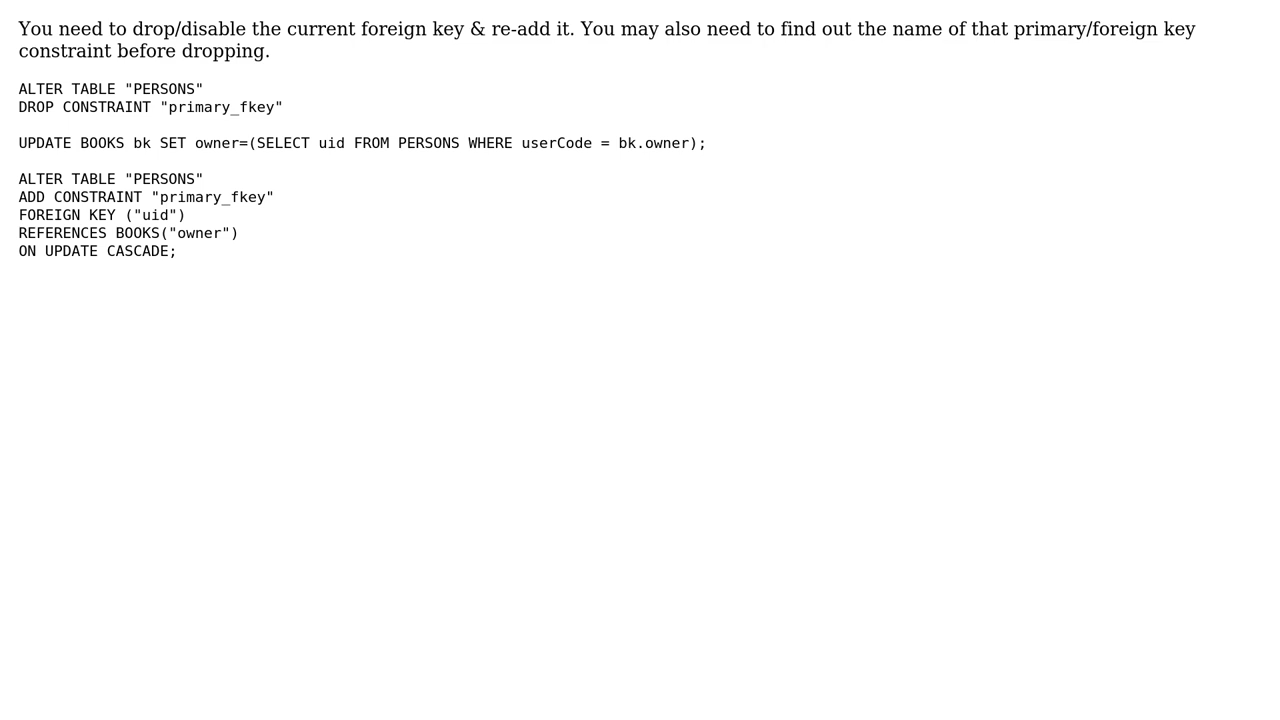 You need to drop/disable the current foreign key & re-add it. You may also need to find out the name of that primary/foreign key
constraint before dropping.
ALTER TABLE "PERSONS"
DROP CONSTRAINT "primary_fkey"
UPDATE BOOKS bk SET owner=(SELECT uid FROM PERSONS WHERE userCode = bk.owner);
ALTER TABLE "PERSONS"
ADD CONSTRAINT "primary_fkey"
FOREIGN KEY ("uid")
REFERENCES BOOKS("owner")
ON UPDATE CASCADE;